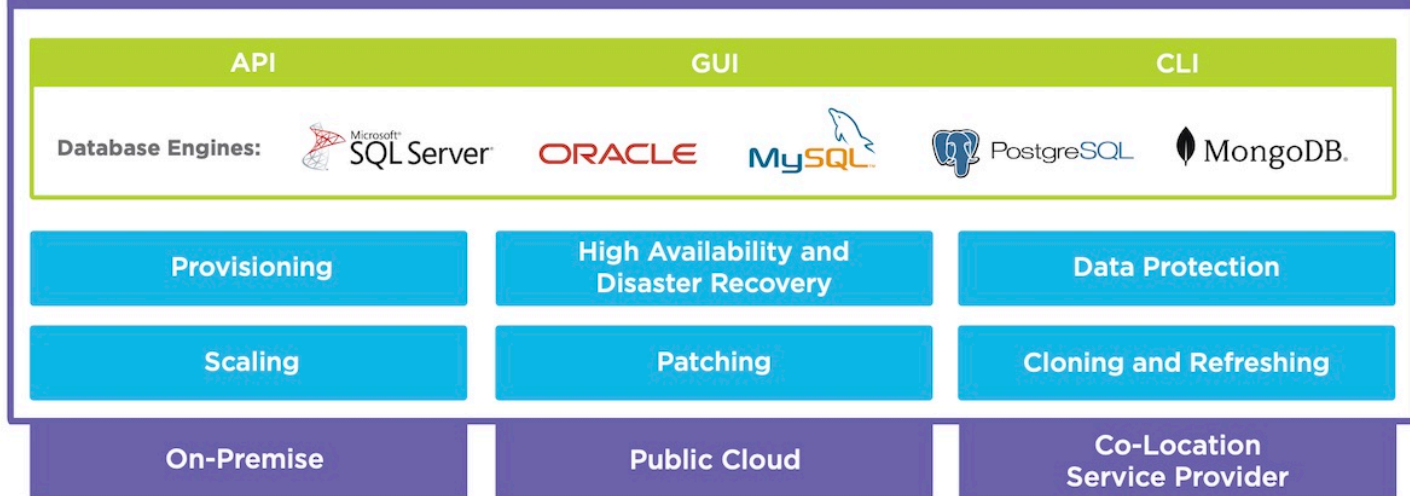 API GUI CLI
Database Engines: Microsoft® SQL Server® ORACLE MySQL™ PostgreSQL MongoDB®
Provisioning
High Availability and
Disaster Recovery
Data Protection
Scaling
Patching
Cloning and Refreshing
On-Premise
Public Cloud
Co-Location
Service Provider